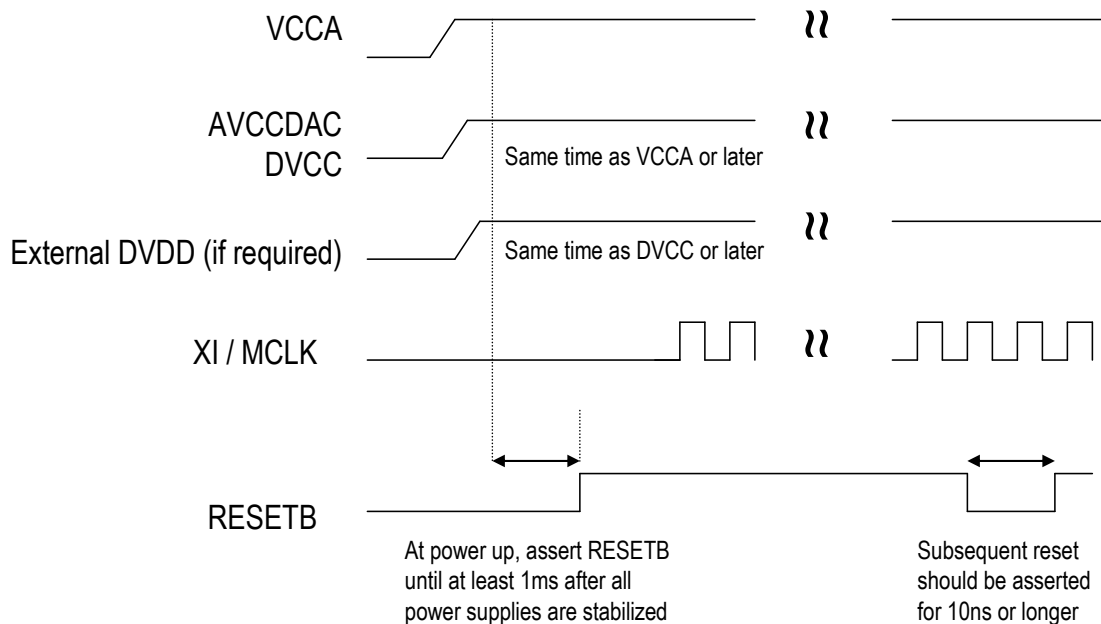 VCCA
AVCCDAC
DVCC
Same time as VCCA or later
External DVDD (if required)
Same time as DVCC or later
XI / MCLK
RESETB
At power up, assert RESETB
until at least 1ms after all
power supplies are stabilized
Subsequent reset
should be asserted
for 10ns or longer